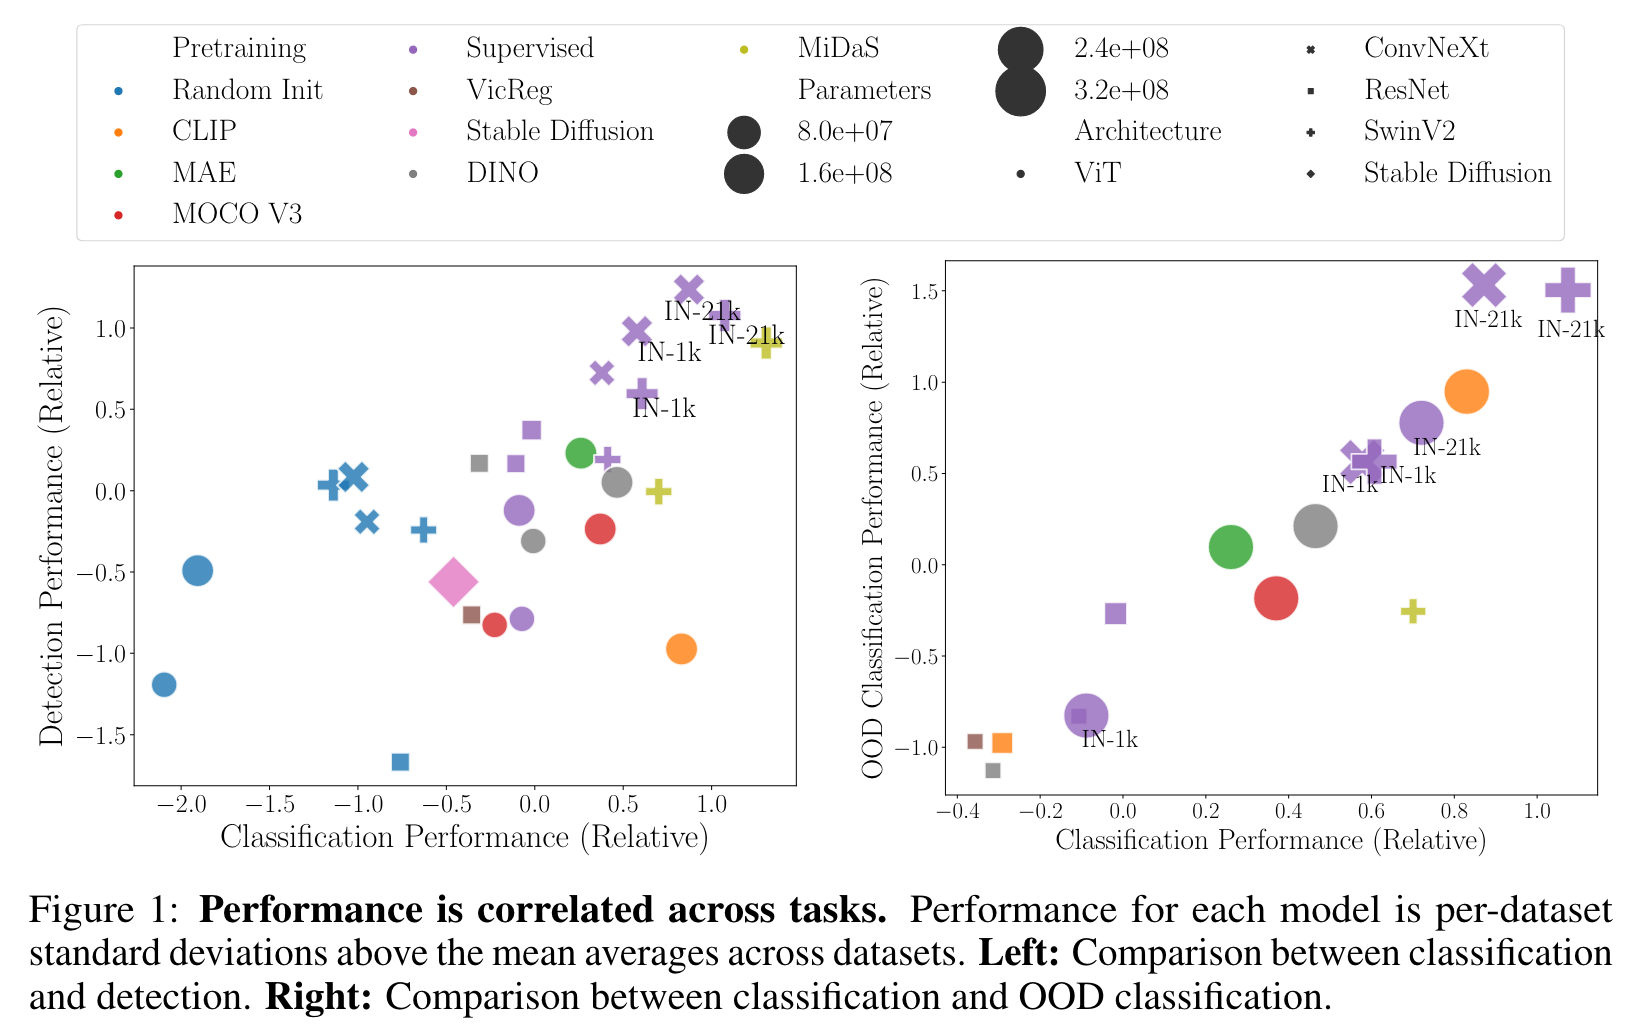 Pretraining
Random Init
CLIP
MAE
MOCO V3
Supervised
VicReg
Stable Diffusion
DINO
MiDaS
Parameters
8.0e+07
1.6e+08
2.4e+08
3.2e+08
Architecture
ViT
ConvNeXt
ResNet
SwinV2
Stable Diffusion
Detection Performance (Relative)
1.0
0.5
0.0
−0.5
−1.0
−1.5
IN-21k
IN-21k
IN-1k
IN-1k
−2.0 −1.5 −1.0 −0.5 0.0 0.5 1.0
Classification Performance (Relative)
OOD Classification Performance (Relative)
1.5
1.0
0.5
0.0
−0.5
−1.0
IN-21k
IN-21k
IN-21k
IN-1k
IN-1k
IN-1k
−0.4 −0.2 0.0 0.2 0.4 0.6 0.8 1.0
Classification Performance (Relative)
Figure 1: Performance is correlated across tasks. Performance for each model is per-dataset
standard deviations above the mean averages across datasets. Left: Comparison between classification
and detection. Right: Comparison between classification and OOD classification.